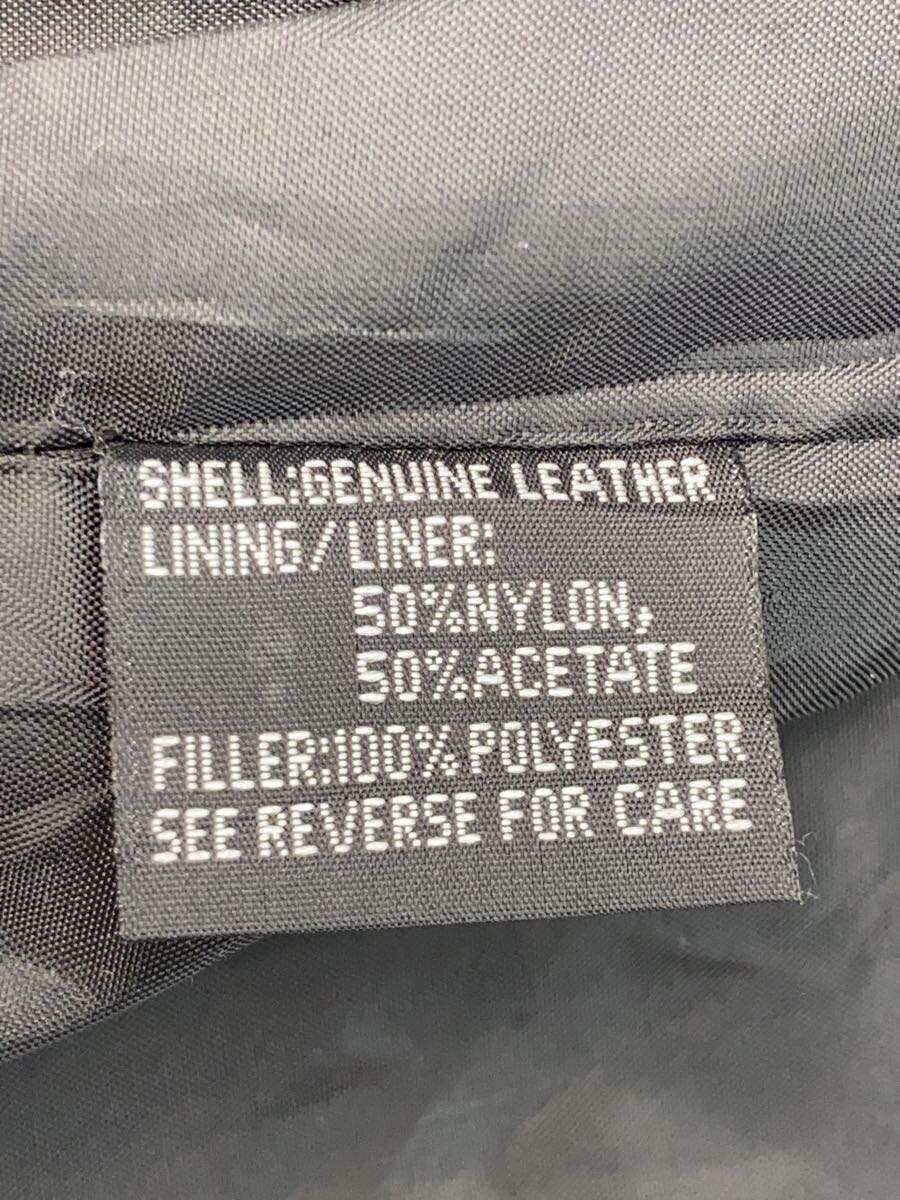 SHELL:GENUINE LEATHER
LINING/LINER:
50%NYLON,
50%ACETATE
FILLER:100%POLYESTER
SEE REVERSE FOR CARE